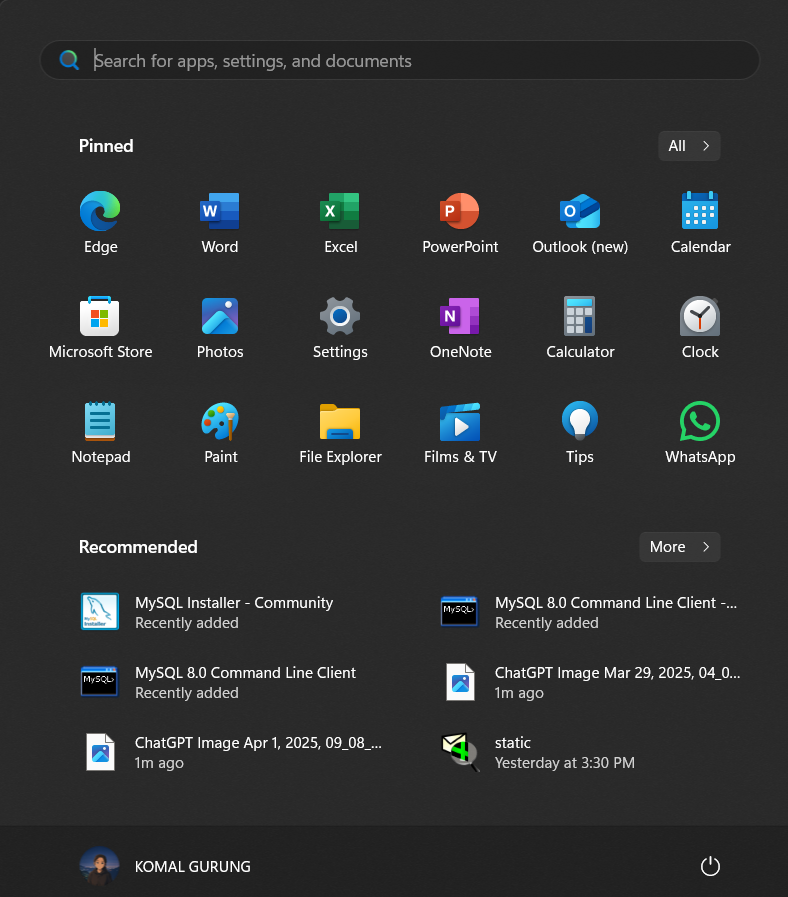 Search for apps, settings, and documents
Pinned
All
Edge
Word
Excel
PowerPoint
Outlook (new)
Calendar
Microsoft Store
Photos
Settings
OneNote
Calculator
Clock
Notepad
Paint
File Explorer
Films & TV
Tips
WhatsApp
Recommended
More
MySQL Installer - Community
Recently added
MySQL 8.0 Command Line Client -...
Recently added
MySQL 8.0 Command Line Client
Recently added
ChatGPT Image Mar 29, 2025, 04_0...
1m ago
ChatGPT Image Apr 1, 2025, 09_08_...
1m ago
static
Yesterday at 3:30 PM
KOMAL GURUNG